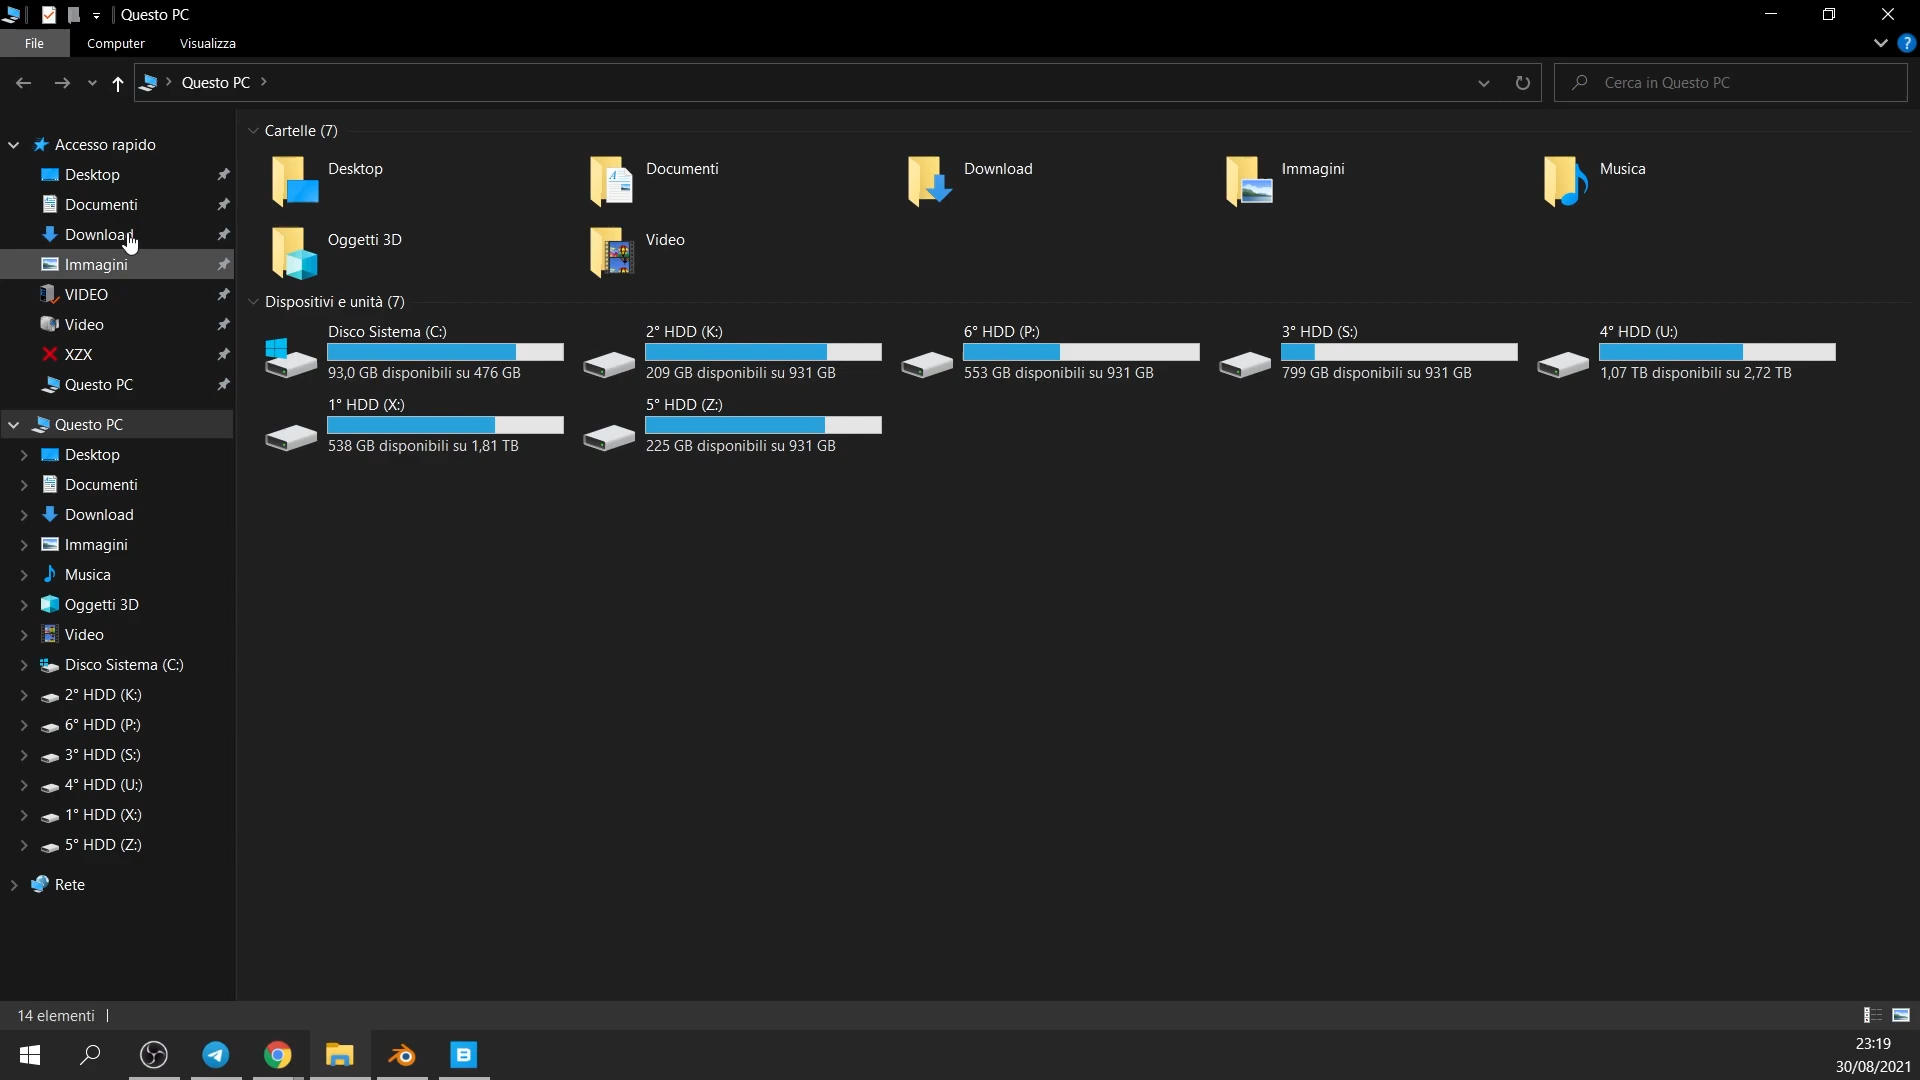 Questo PC
File Computer Visualizza ?
Questo PC
Cerca in Questo PC
Accesso rapido
Desktop
Documenti
Download
Immagini
VIDEO
Video
XZX
Questo PC
Questo PC
Desktop
Documenti
Download
Immagini
Musica
Oggetti 3D
Video
Disco Sistema (C:)
2° HDD (K:)
6° HDD (P:)
3° HDD (S:)
4° HDD (U:)
1° HDD (X:)
5° HDD (Z:)
Rete
Cartelle (7)
Desktop Documenti Download Immagini Musica
Oggetti 3D Video
Dispositivi e unità (7)
Disco Sistema (C:)
93,0 GB disponibili su 476 GB
2° HDD (K:)
209 GB disponibili su 931 GB
6° HDD (P:)
553 GB disponibili su 931 GB
3° HDD (S:)
799 GB disponibili su 931 GB
4° HDD (U:)
1,07 TB disponibili su 2,72 TB
1° HDD (X:)
538 GB disponibili su 1,81 TB
5° HDD (Z:)
225 GB disponibili su 931 GB
14 elementi
B
23:19
30/08/2021